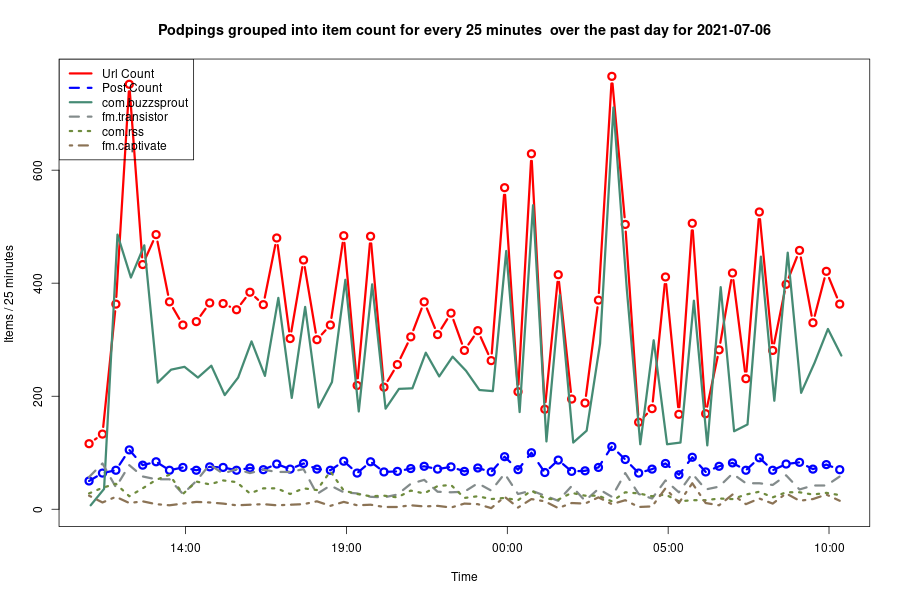 Podpings grouped into item count for every 25 minutes  over the past day for 2021-07-06
Url Count
Post Count
com.buzzsprout
fm.transistor
com.rss
fm.captivate
600
400
200
0
Items / 25 minutes
14:00
19:00
00:00
05:00
10:00
Time